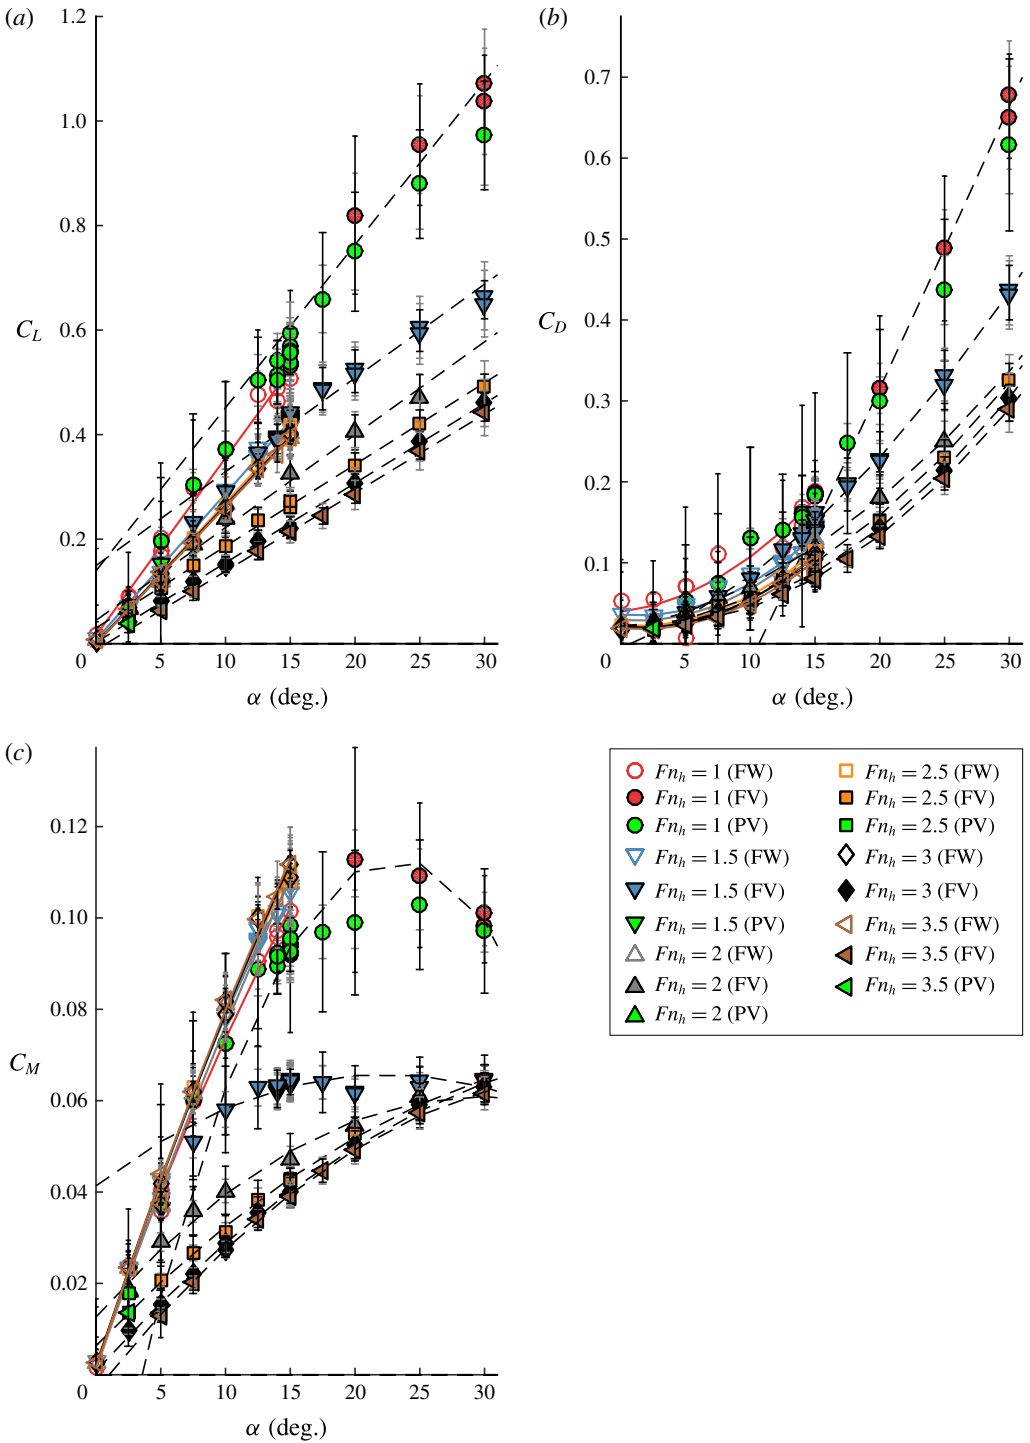 (a)
1.2
1.0
0.8
0.6
0.4
0.2
C_L
0 5 10 15 20 25 30
α (deg.)
(b)
0.7
0.6
0.5
0.4
0.3
0.2
0.1
C_D
0 5 10 15 20 25 30
α (deg.)
(c)
0.12
0.10
0.08
0.06
0.04
0.02
C_M
0 5 10 15 20 25 30
α (deg.)
Fn_h = 1 (FW)
Fn_h = 1 (FV)
Fn_h = 1 (PV)
Fn_h = 1.5 (FW)
Fn_h = 1.5 (FV)
Fn_h = 1.5 (PV)
Fn_h = 2 (FW)
Fn_h = 2 (FV)
Fn_h = 2 (PV)
Fn_h = 2.5 (FW)
Fn_h = 2.5 (FV)
Fn_h = 2.5 (PV)
Fn_h = 3 (FW)
Fn_h = 3 (FV)
Fn_h = 3.5 (FW)
Fn_h = 3.5 (FV)
Fn_h = 3.5 (PV)